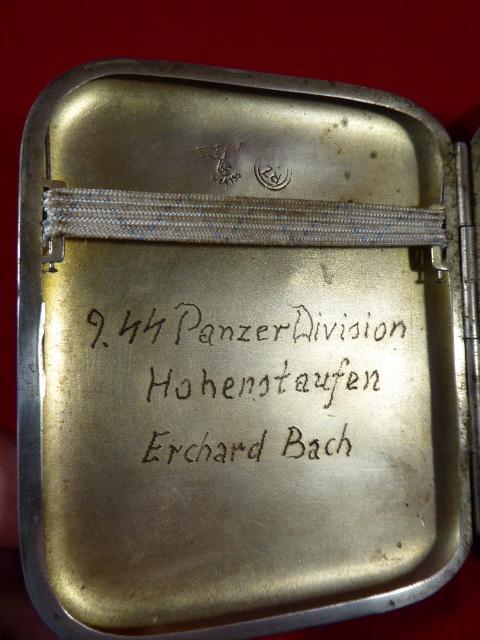 9.44 Panzer Division
Hohenstaufen
Erchard Bach